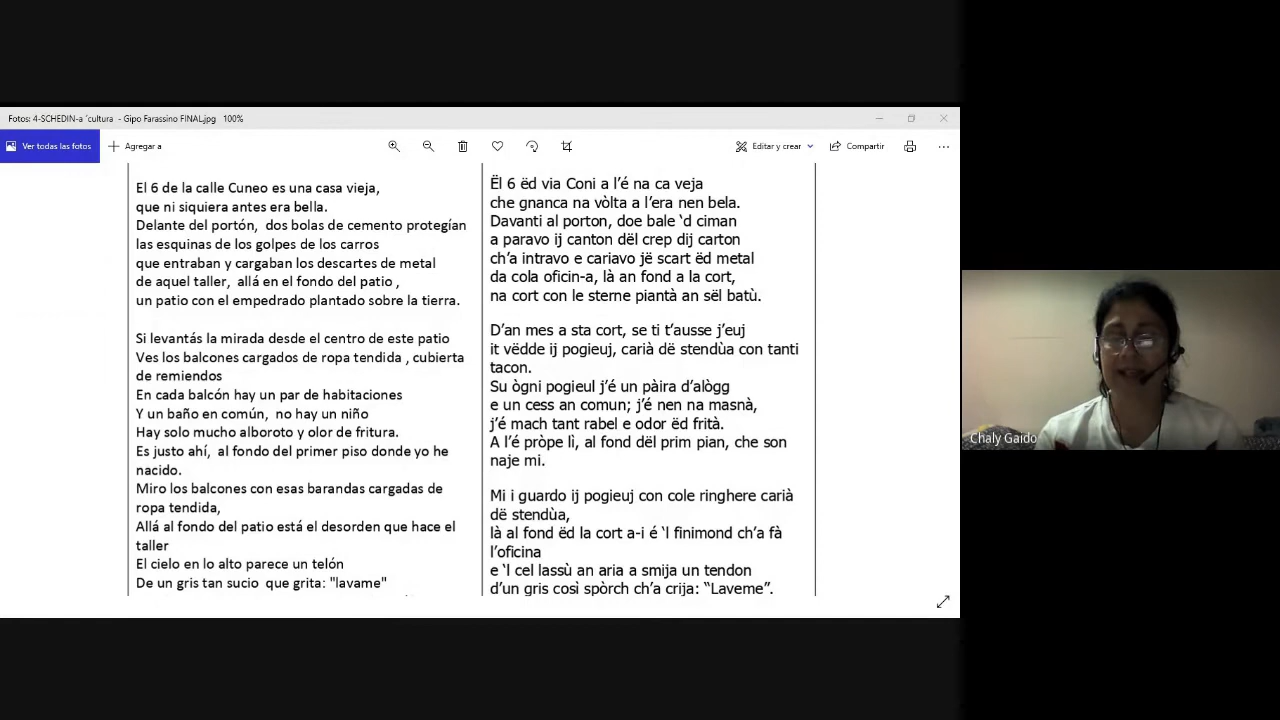 Fotos: 4-SCHEDIN-a ´cultura - Gipo Farassino FINAL.jpg 100%
Ver todas las fotos
Agregar a
Editar y crear
Compartir
El 6 de la calle Cuneo es una casa vieja,
que ni siquiera antes era bella.
Delante del portón, dos bolas de cemento protegían
las esquinas de los golpes de los carros
que entraban y cargaban los descartes de metal
de aquel taller, allá en el fondo del patio ,
un patio con el empedrado plantado sobre la tierra.
Si levantás la mirada desde el centro de este patio
Ves los balcones cargados de ropa tendida , cubierta
de remiendos
En cada balcón hay un par de habitaciones
Y un baño en común, no hay un niño
Hay solo mucho alboroto y olor de fritura.
Es justo ahí, al fondo del primer piso donde yo he
nacido.
Miro los balcones con esas barandas cargadas de
ropa tendida,
Allá al fondo del patio está el desorden que hace el
taller
El cielo en lo alto parece un telón
De un gris tan sucio que grita: "lavame"
Ël 6 ëd via Coni a l’é na ca veja
che gnanca na vòlta a l’era nen bela.
Davanti al porton, doe bale ‘d ciman
a paravo ij canton dël crep dij carton
ch’a intravo e cariavo jë scart ëd metal
da cola oficin-a, là an fond a la cort,
na cort con le sterne piantà an sël batù.
D’an mes a sta cort, se ti t’ausse j’euj
it vëdde ij pogieuj, carià dë stendùa con tanti
tacon.
Su ògni pogieul j’é un pàira d’alògg
e un cess an comun; j’é nen na masnà,
j’é mach tant rabel e odor ëd frità.
A l’é pròpe lì, al fond dël prim pian, che son
naje mi.
Mi i guardo ij pogieuj con cole ringhere carià
dë stendùa,
là al fond ëd la cort a-i é ‘l finimond ch’a fà
l’oficina
e ‘l cel lassù an aria a smija un tendon
d’un gris così spòrch ch’a crija: “Laveme”.
Chaly Gaido